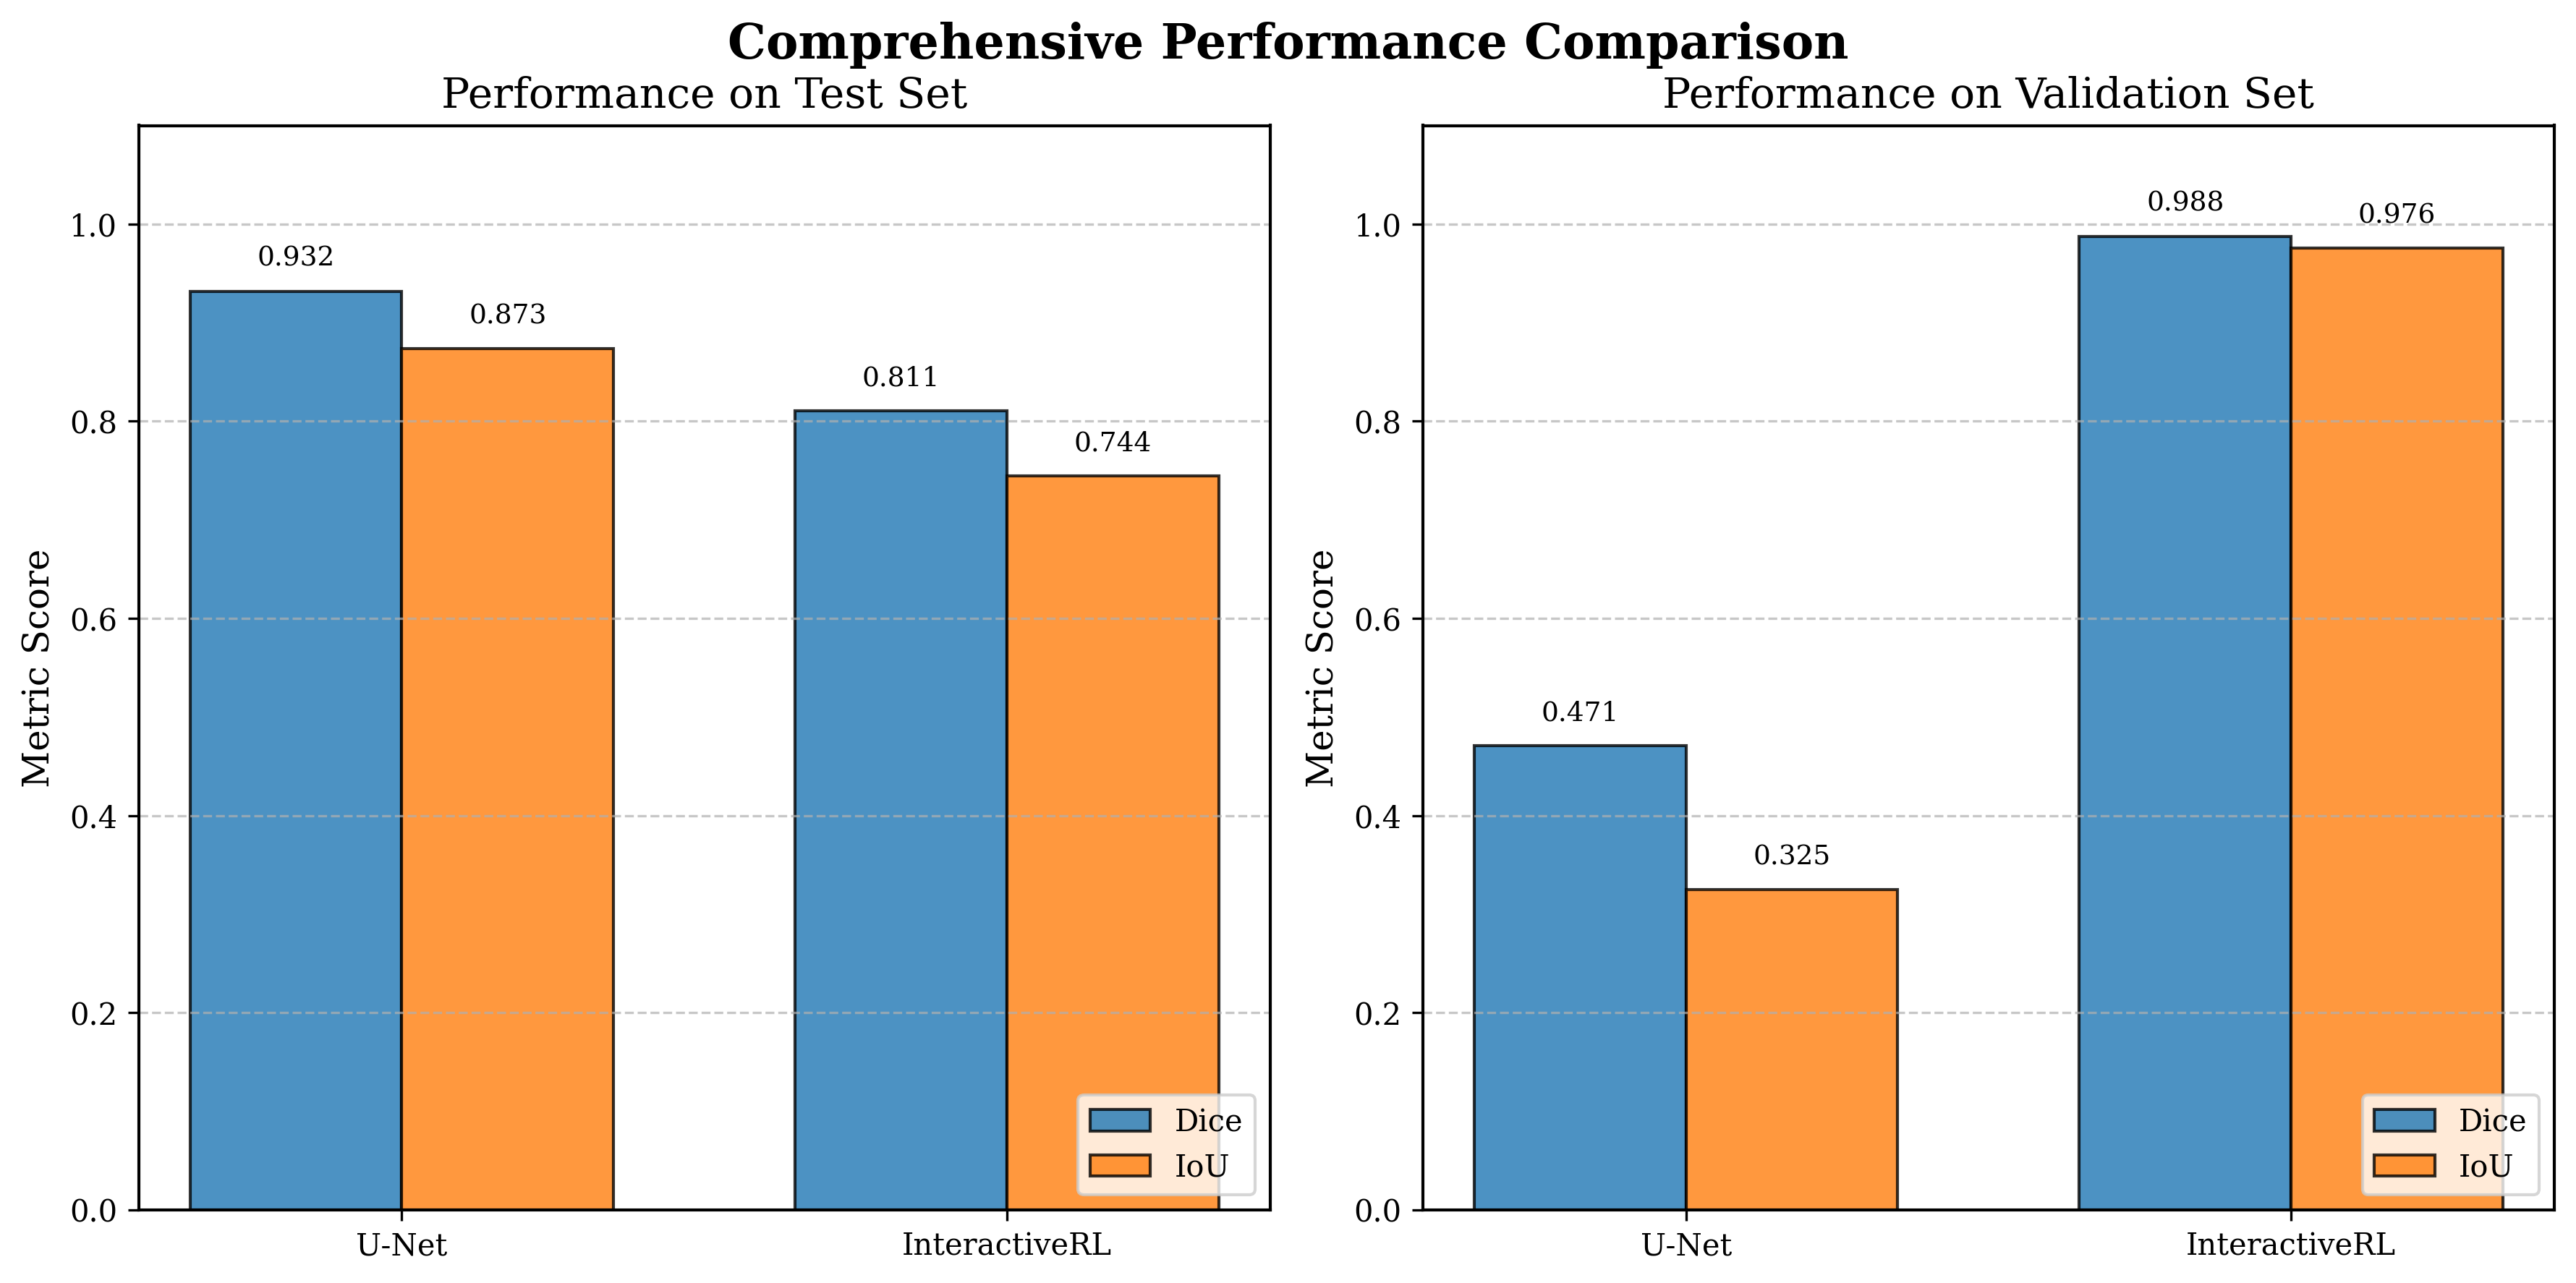 Comprehensive Performance Comparison
Performance on Test Set
Metric Score
1.0
0.8
0.6
0.4
0.2
0.0
0.932
0.873
0.811
0.744
U-Net
InteractiveRL
Dice
IoU
Performance on Validation Set
Metric Score
1.0
0.8
0.6
0.4
0.2
0.0
0.471
0.325
0.988
0.976
U-Net
InteractiveRL
Dice
IoU